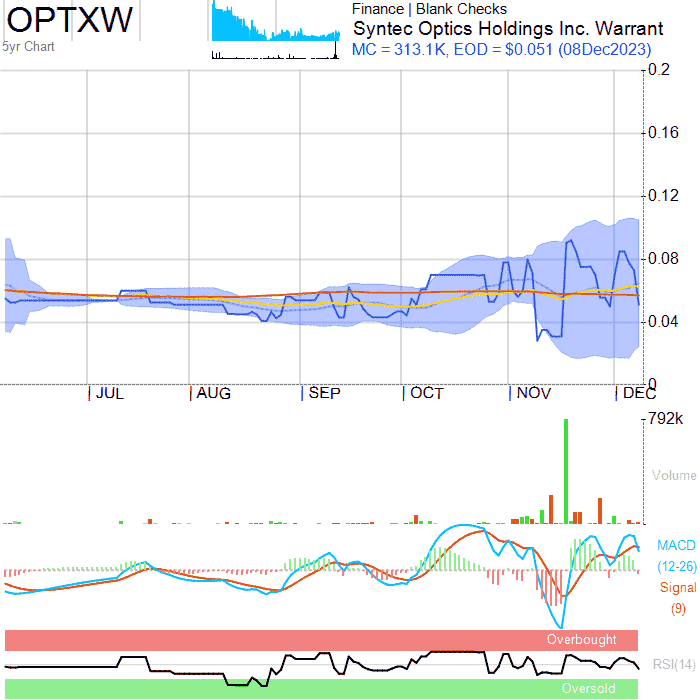 OPTXW
5yr Chart
Finance | Blank Checks
Syntec Optics Holdings Inc. Warrant
MC = 313.1K, EOD = $0.051 (08Dec2023)
0.2
0.16
0.12
0.08
0.04
0
JUL AUG SEP OCT NOV DEC
792k
Volume
MACD
(12-26)
Signal
(9)
Overbought
RSI(14)
Oversold